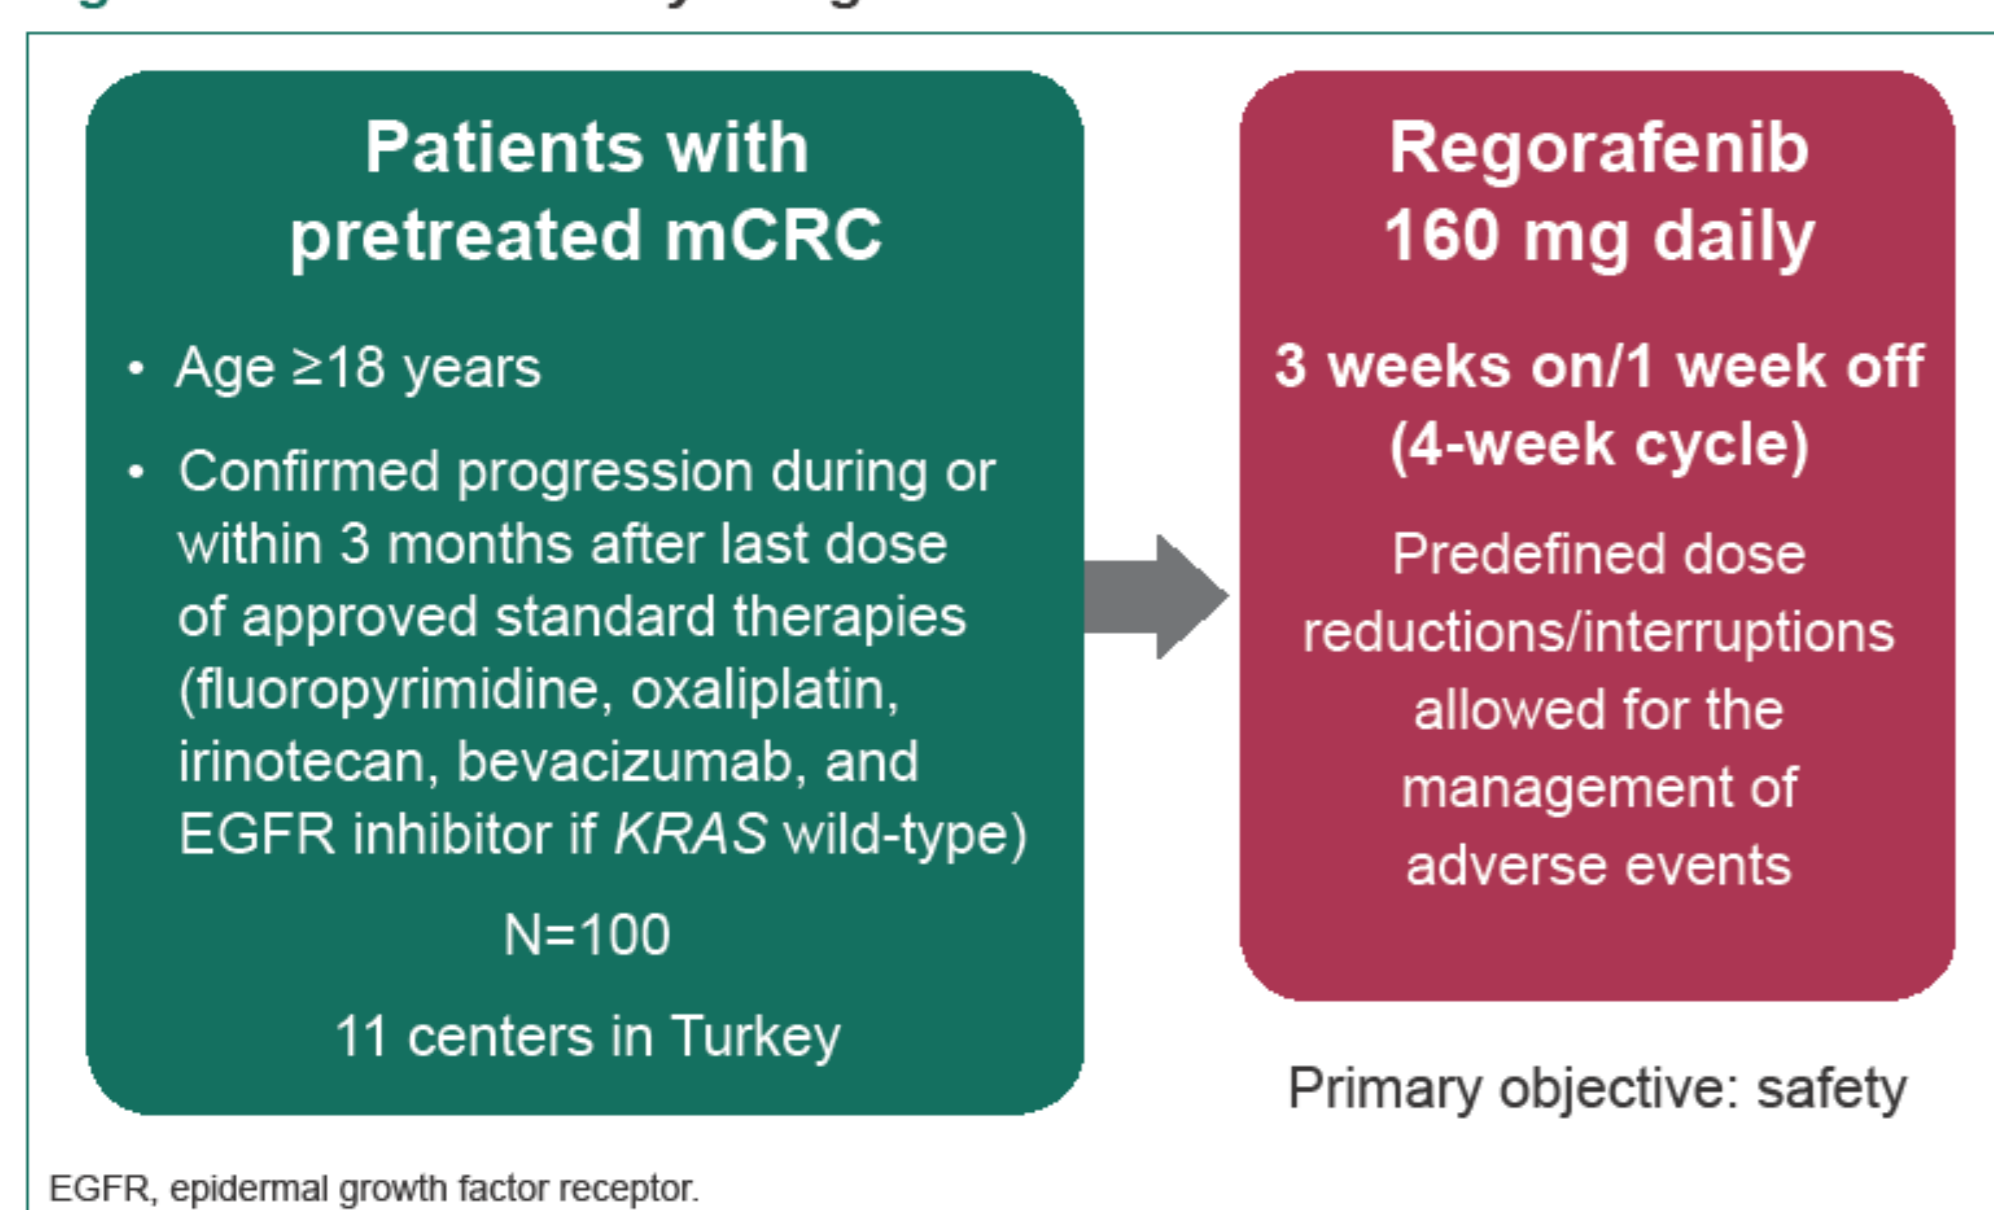 Patients with
pretreated mCRC
• Age ≥18 years
• Confirmed progression during or
within 3 months after last dose
of approved standard therapies
(fluoropyrimidine, oxaliplatin,
irinotecan, bevacizumab, and
EGFR inhibitor if KRAS wild-type)
N=100
11 centers in Turkey
Regorafenib
160 mg daily
3 weeks on/1 week off
(4-week cycle)
Predefined dose
reductions/interruptions
allowed for the
management of
adverse events
Primary objective: safety
EGFR, epidermal growth factor receptor.